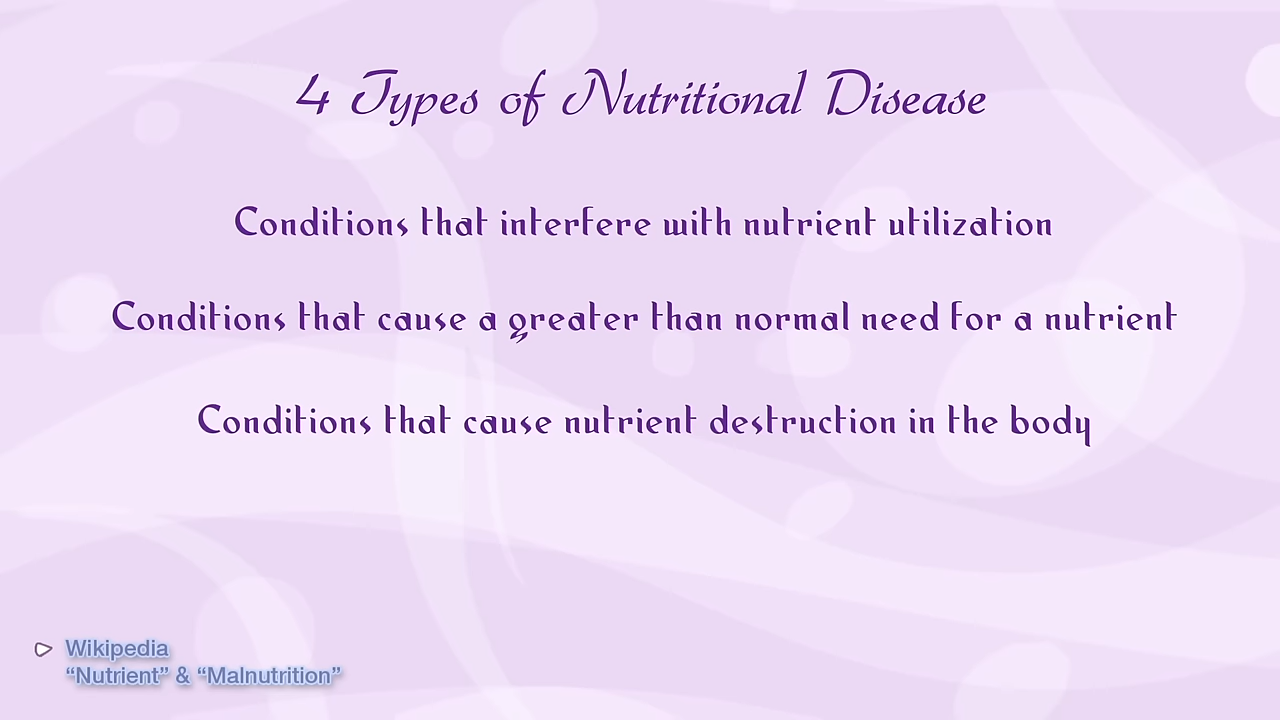 4 Types of Nutritional Disease
Conditions that interfere with nutrient utilization
Conditions that cause a greater than normal need for a nutrient
Conditions that cause nutrient destruction in the body
Wikipedia
“Nutrient” & “Malnutrition”